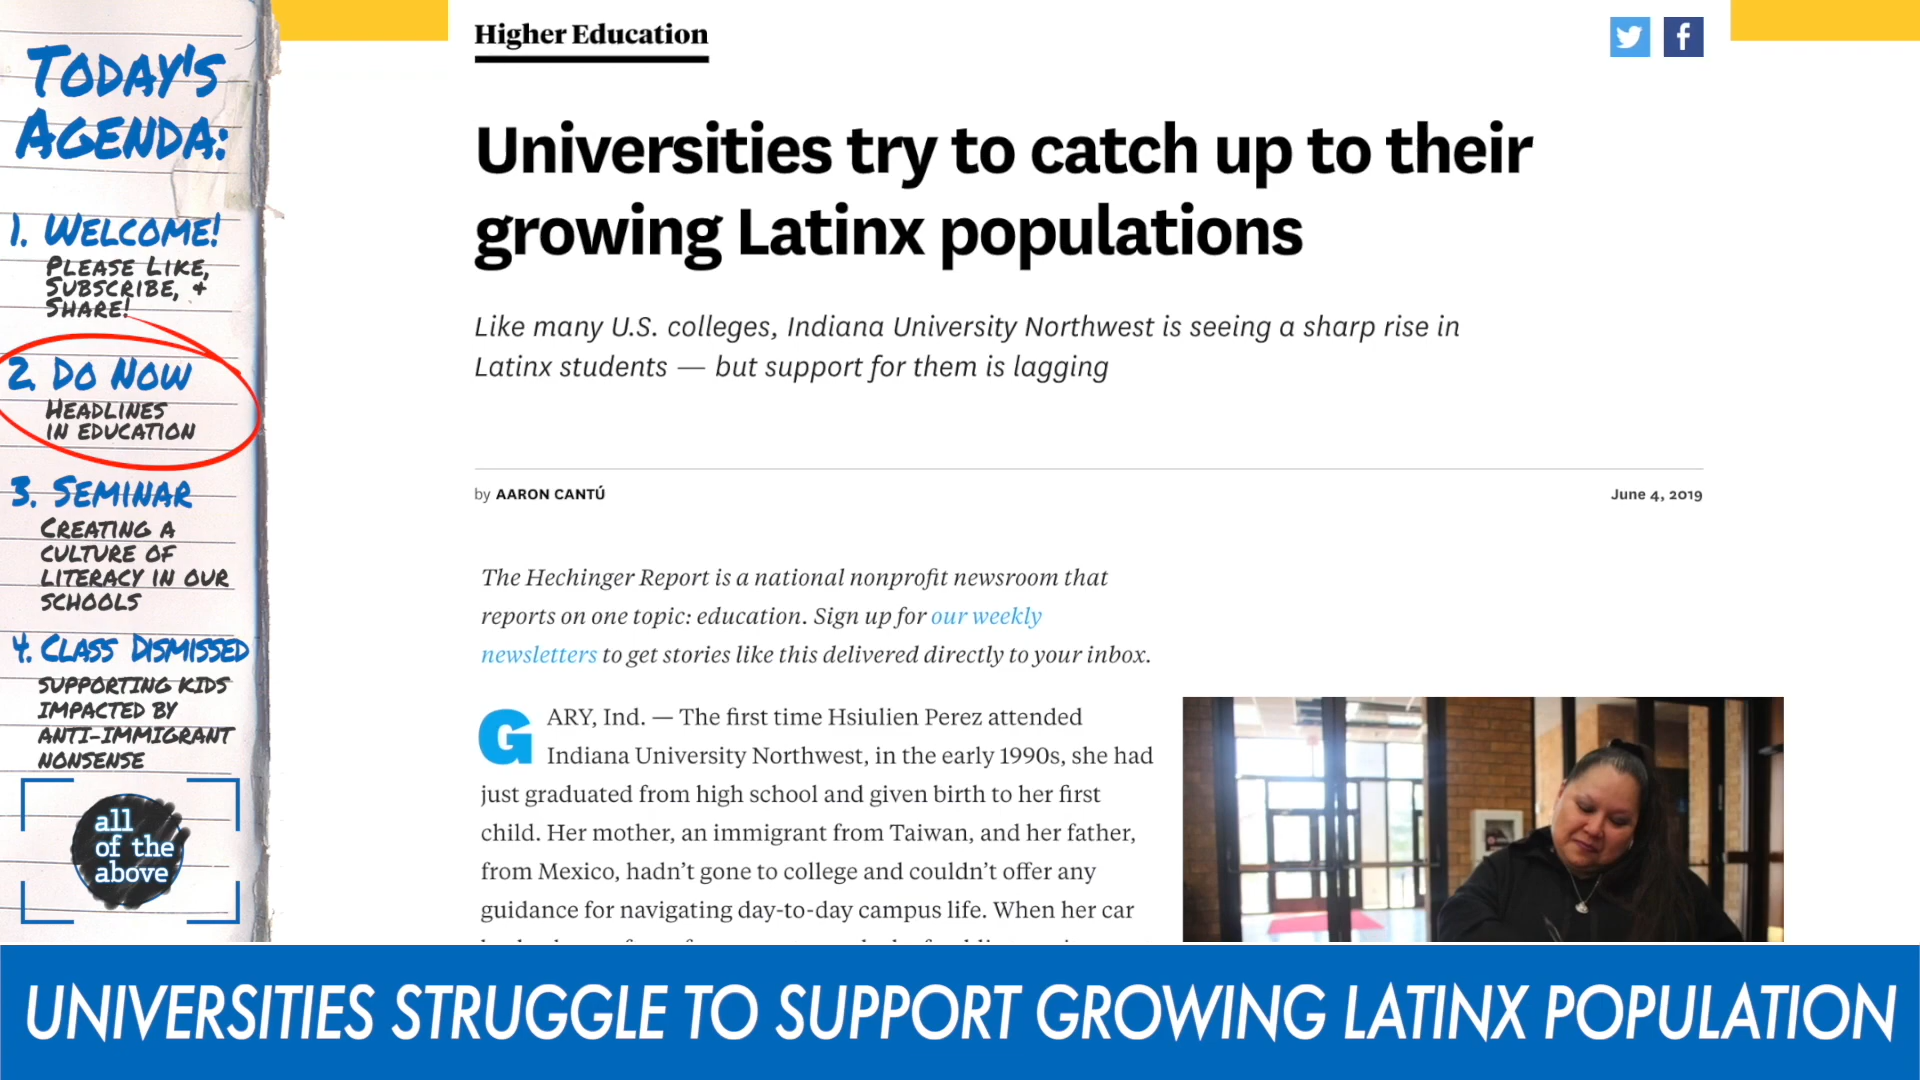 TODAY'S
AGENDA:
1. WELCOME!
PLEASE LIKE,
SUBSCRIBE, +
SHARE!
2. DO NOW
HEADLINES
IN EDUCATION
3. SEMINAR
CREATING A
CULTURE OF
LITERACY IN OUR
SCHOOLS
4. CLASS DISMISSED
SUPPORTING KIDS
IMPACTED BY
ANTI-IMMIGRANT
NONSENSE
all
of the
above
Higher Education
Universities try to catch up to their
growing Latinx populations
Like many U.S. colleges, Indiana University Northwest is seeing a sharp rise in
Latinx students — but support for them is lagging
by AARON CANTÚ
June 4, 2019
The Hechinger Report is a national nonprofit newsroom that
reports on one topic: education. Sign up for our weekly
newsletters to get stories like this delivered directly to your inbox.
GARY, Ind. — The first time Hsiulien Perez attended
Indiana University Northwest, in the early 1990s, she had
just graduated from high school and given birth to her first
child. Her mother, an immigrant from Taiwan, and her father,
from Mexico, hadn't gone to college and couldn't offer any
guidance for navigating day-to-day campus life. When her car
UNIVERSITIES STRUGGLE TO SUPPORT GROWING LATINX POPULATION